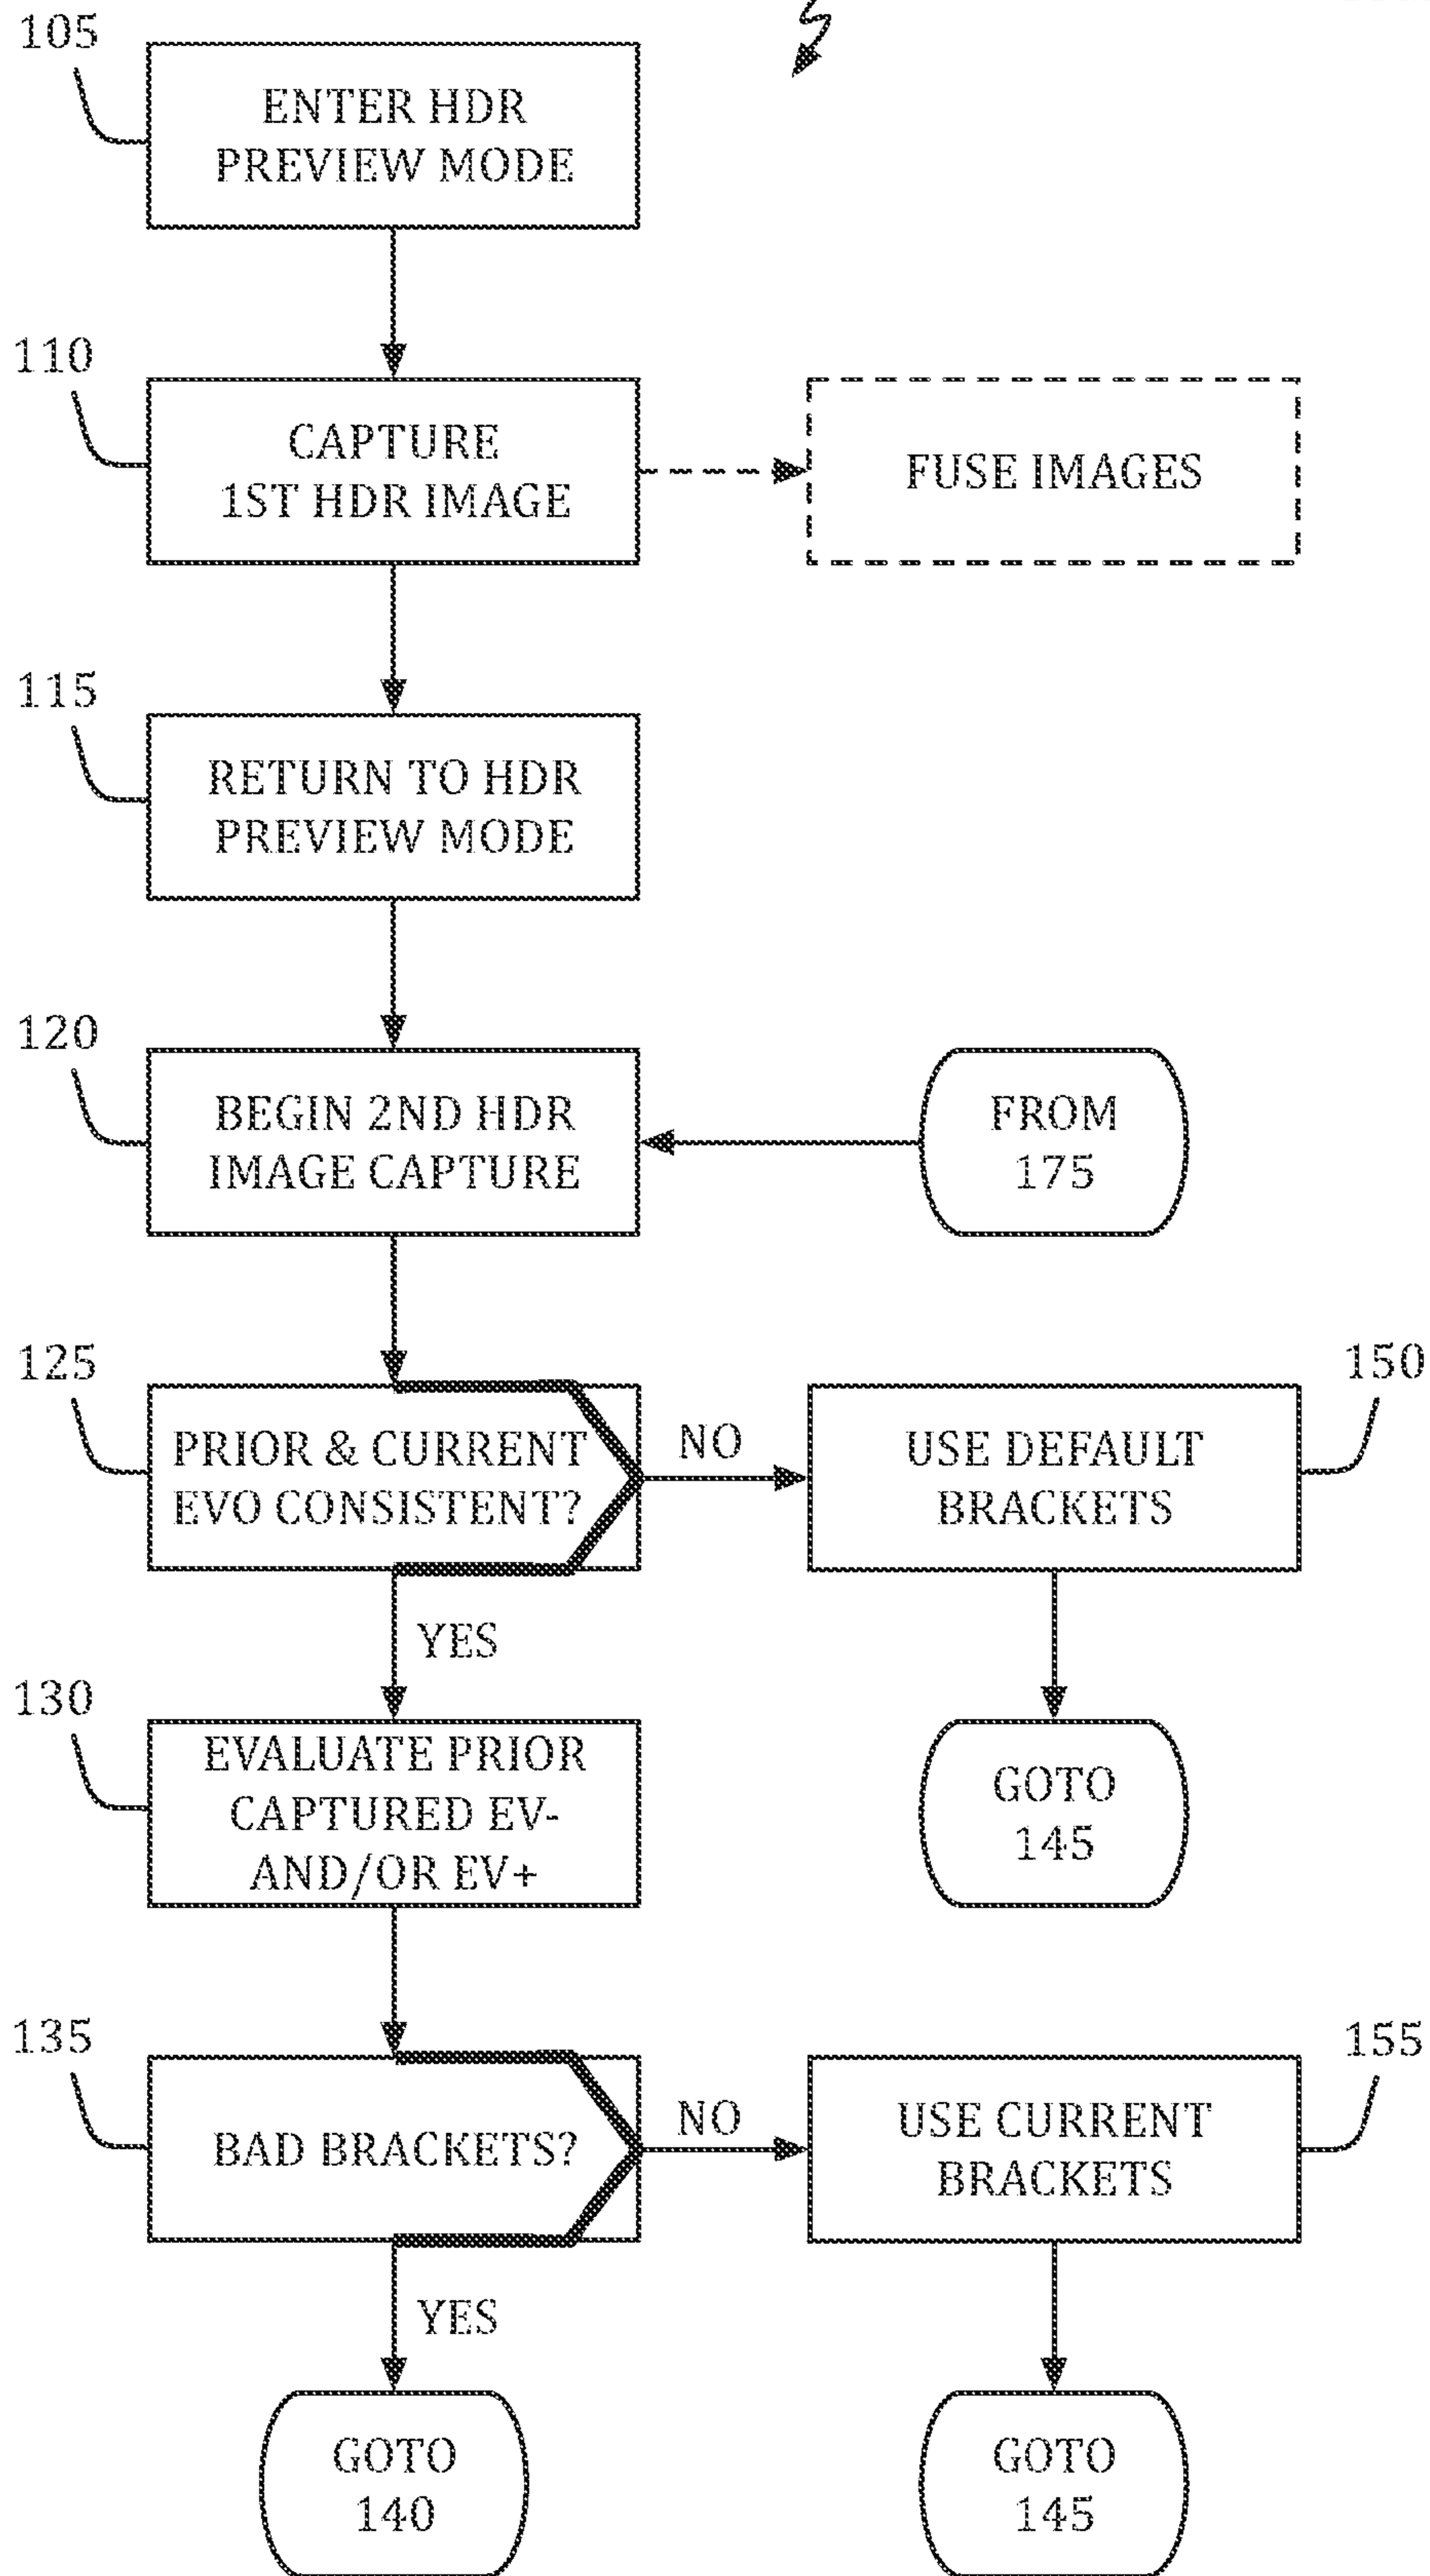 105
ENTER HDR
PREVIEW MODE
110
CAPTURE
1ST HDR IMAGE
FUSE IMAGES
115
RETURN TO HDR
PREVIEW MODE
120
BEGIN 2ND HDR
IMAGE CAPTURE
FROM
175
125
PRIOR & CURRENT
EVO CONSISTENT?
NO
150
USE DEFAULT
BRACKETS
YES
130
EVALUATE PRIOR
CAPTURED EV-
AND/OR EV+
GOTO
145
135
BAD BRACKETS?
NO
155
USE CURRENT
BRACKETS
YES
GOTO
140
GOTO
145